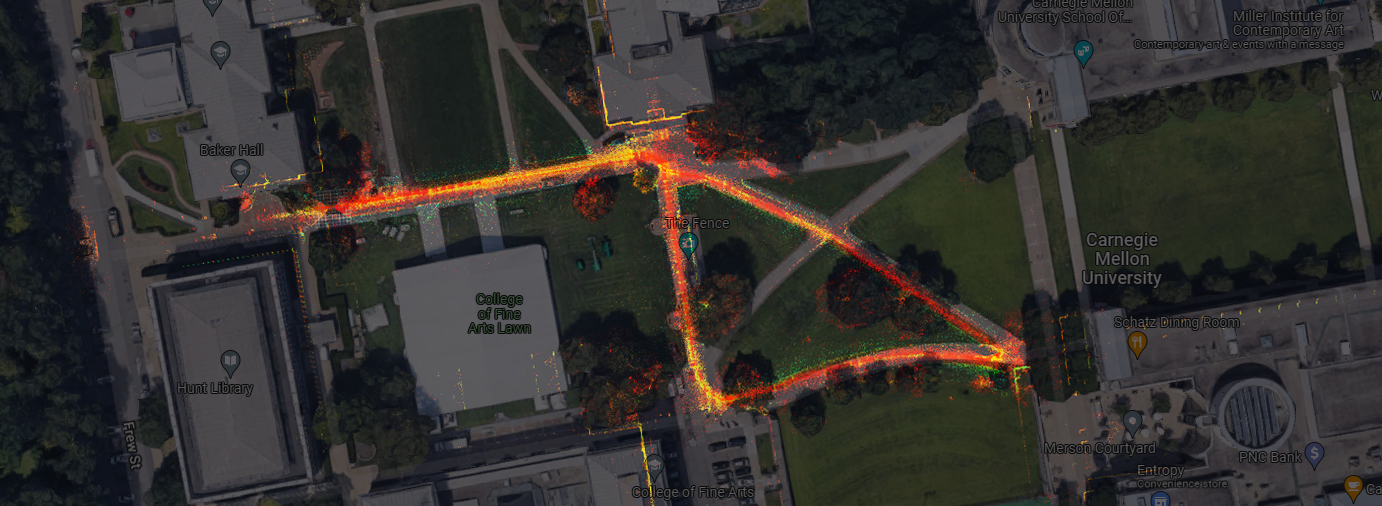 Carnegie Mellon
University School Of...
Miller Institute for
Contemporary Art
Contemporary art & events with a message
Baker Hall
The Fence
Carnegie
Mellon
University
College
of Fine
Arts Lawn
Schatz Dining Room
Hunt Library
Frew St
Merson Courtyard
PNC Bank
Entropy
Convenience store
College of Fine Arts